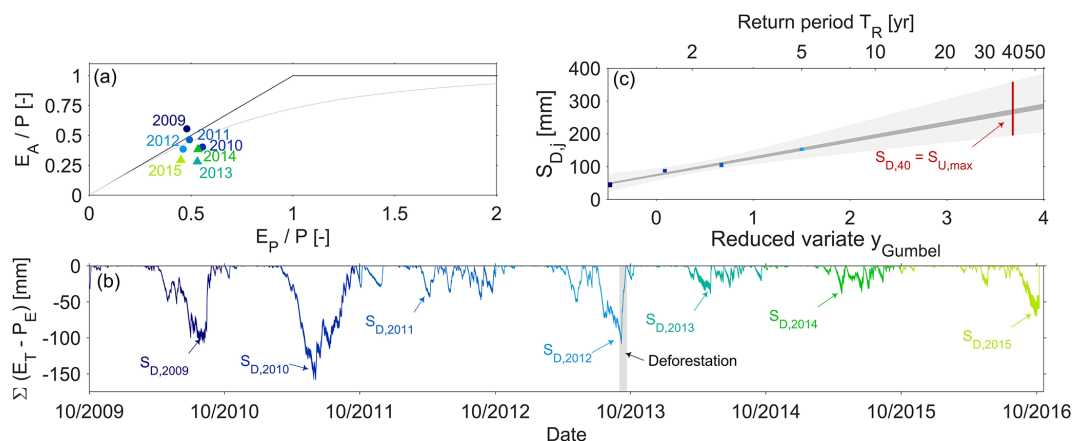 (a)
E_A / P [-]
1
0.75
0.5
0.25
0
2009
2012
2011
2010
2014
2015
2013
0
0.5
1
1.5
2
E_P / P [-]
Return period T_R [yr]
2
5
10
20
30
40
50
(c)
S_D,j [mm]
400
300
200
100
0
S_D,40 = S_U,max
0
1
2
3
4
Reduced variate y_Gumbel
(b)
Σ (E_T - P_E) [mm]
0
-50
-100
-150
S_D,2009
S_D,2010
S_D,2011
S_D,2012
Deforestation
S_D,2013
S_D,2014
S_D,2015
10/2009
10/2010
10/2011
10/2012
10/2013
10/2014
10/2015
10/2016
Date